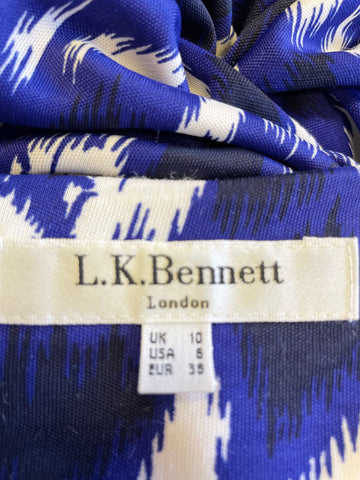 L.K.Bennett
London
UK 10
USA 6
EUR 38